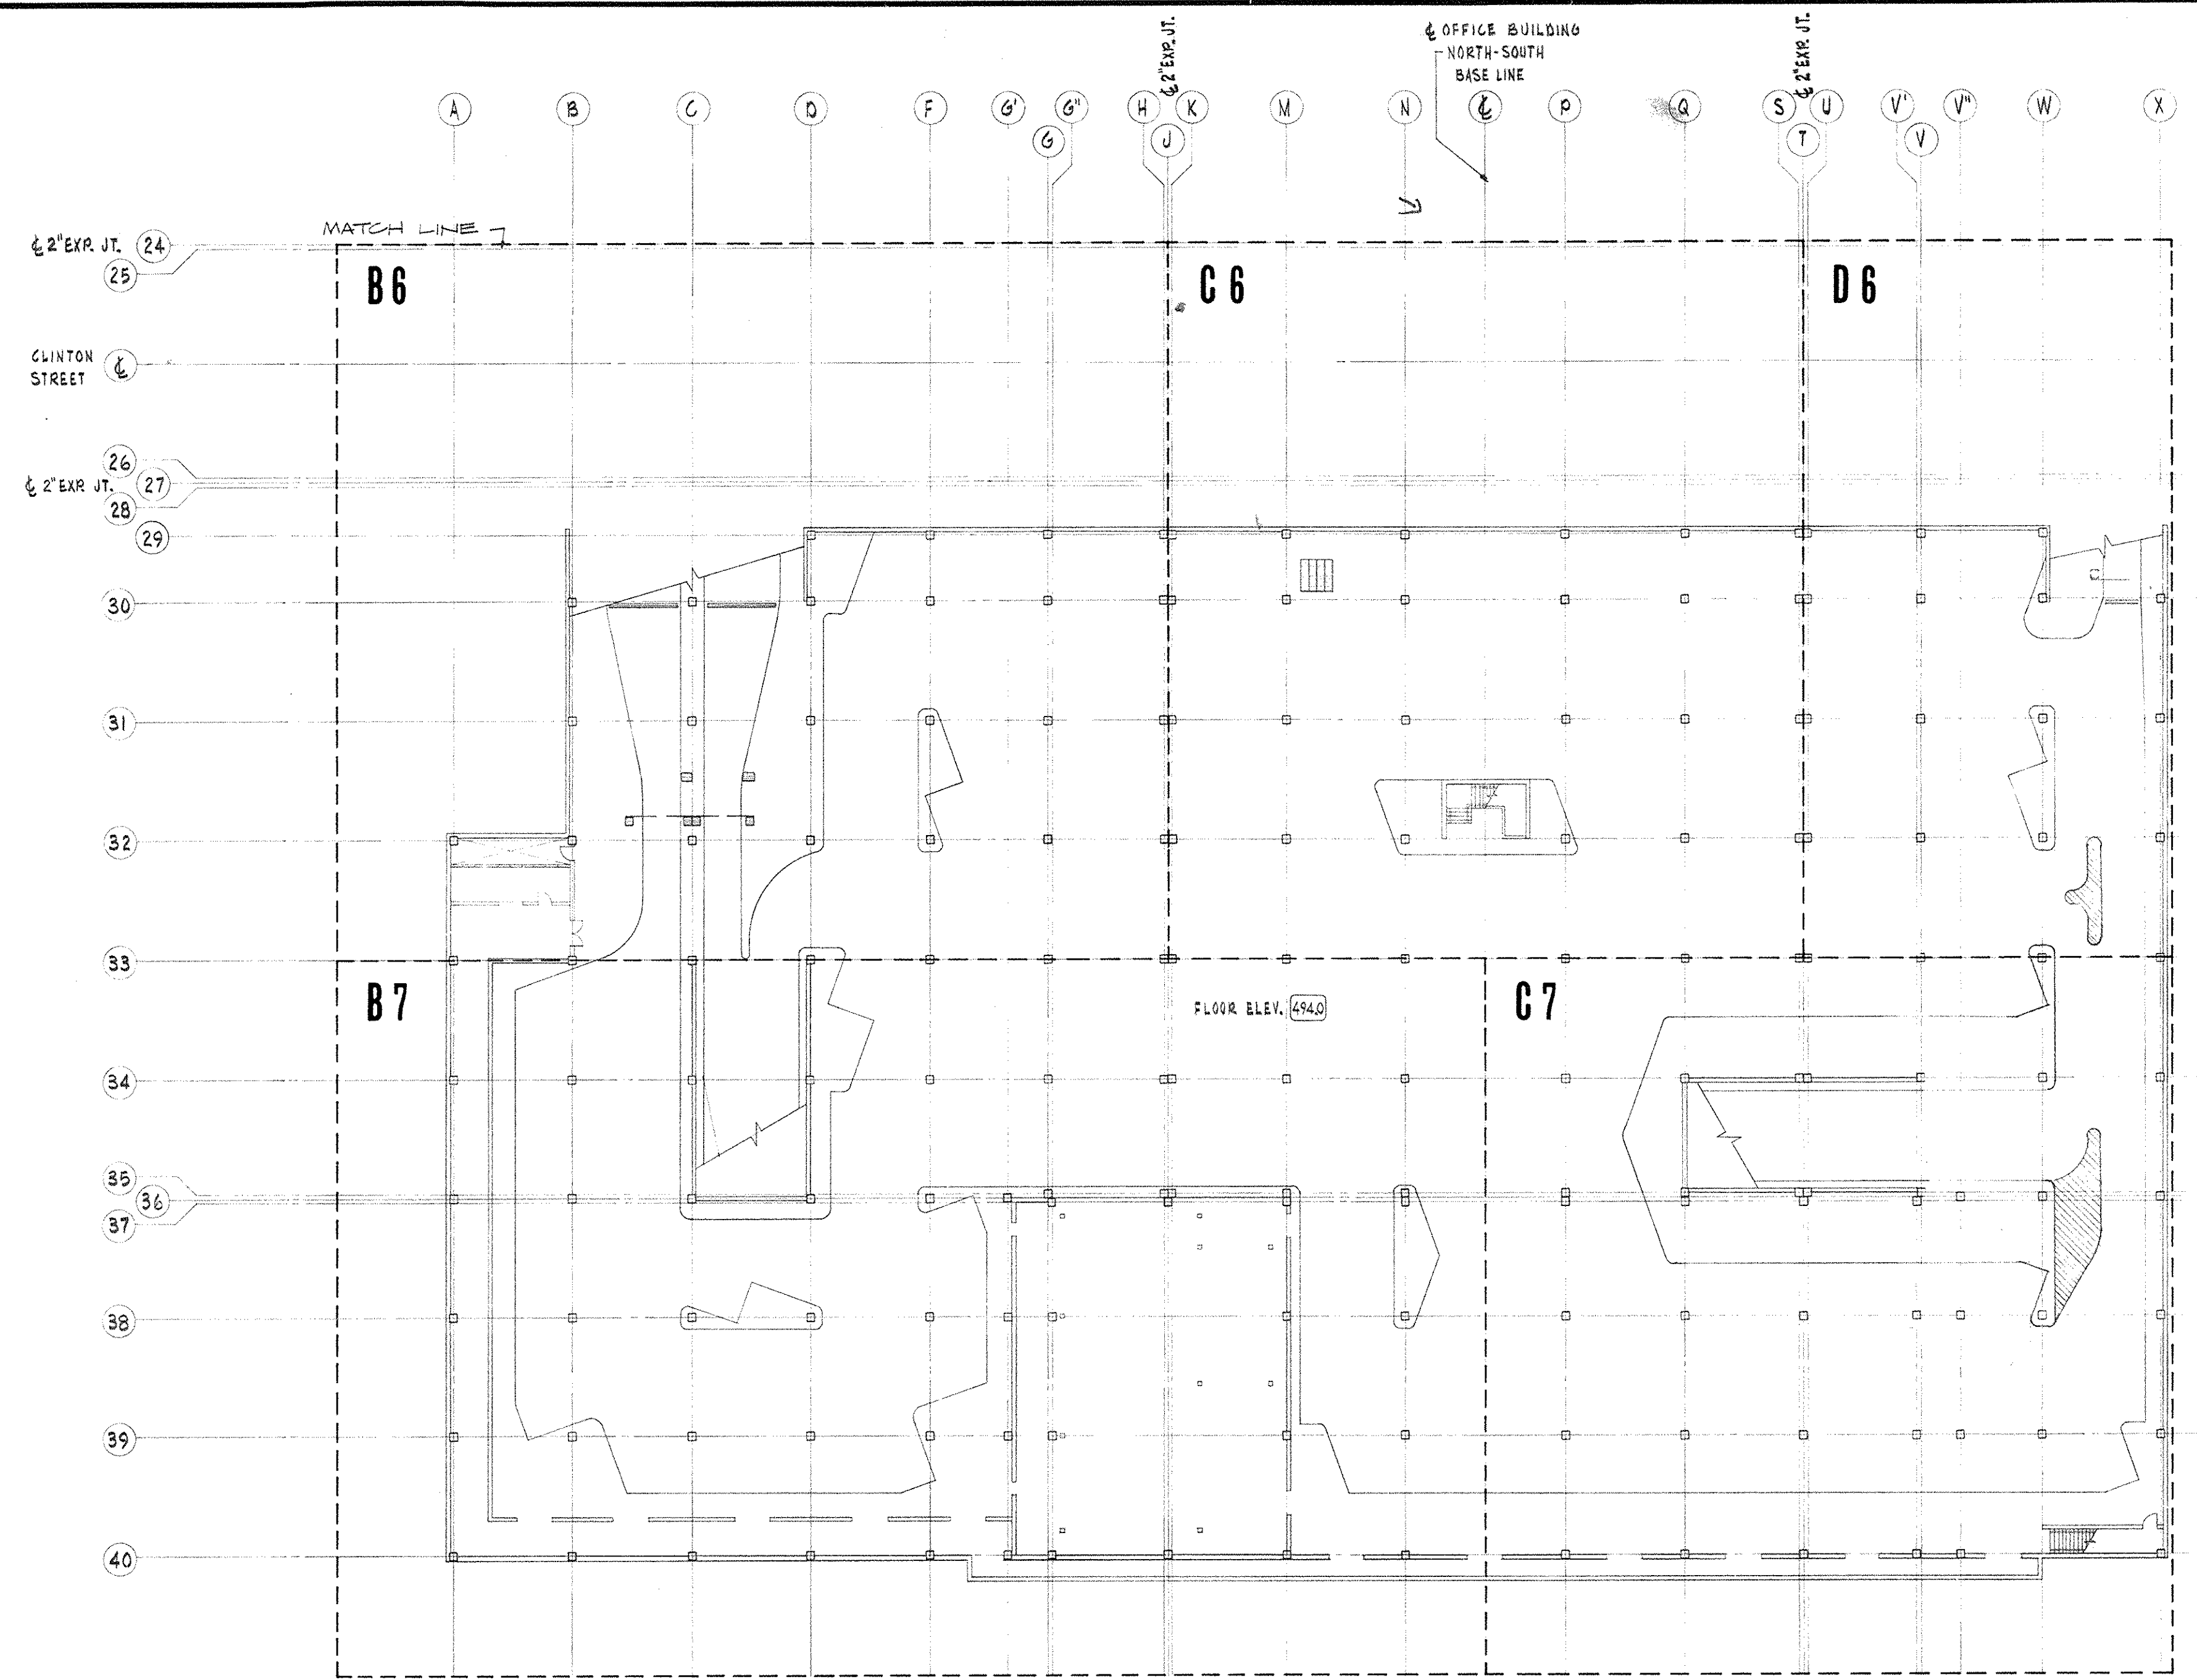 ℄ OFFICE BUILDING
NORTH-SOUTH
BASE LINE
℄ 2" EXP. JT.
℄ 2" EXP. JT.
A B C D F G' G" H K M N ℄ P Q S U V' V" W X
G J T V
MATCH LINE
℄ 2" EXP. JT. 24
25
B6 C6 D6
CLINTON
STREET ℄
26
℄ 2" EXP. JT. 27
28
29
30
31
32
33
B7 C7
FLOOR ELEV. 494.0
34
35
36
37
38
39
40